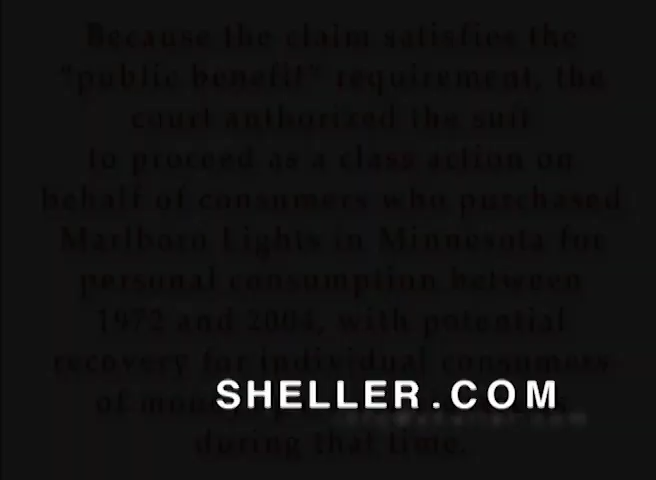 Because the claim satisfies the
"public benefit" requirement, the
court authorized the suit
to proceed as a class action on
behalf of consumers who purchased
Marlboro Lights in Minnesota for
personal consumption between
1972 and 2004, with potential
recovery for individual consumers
of
SHELLER.COM
during that time.